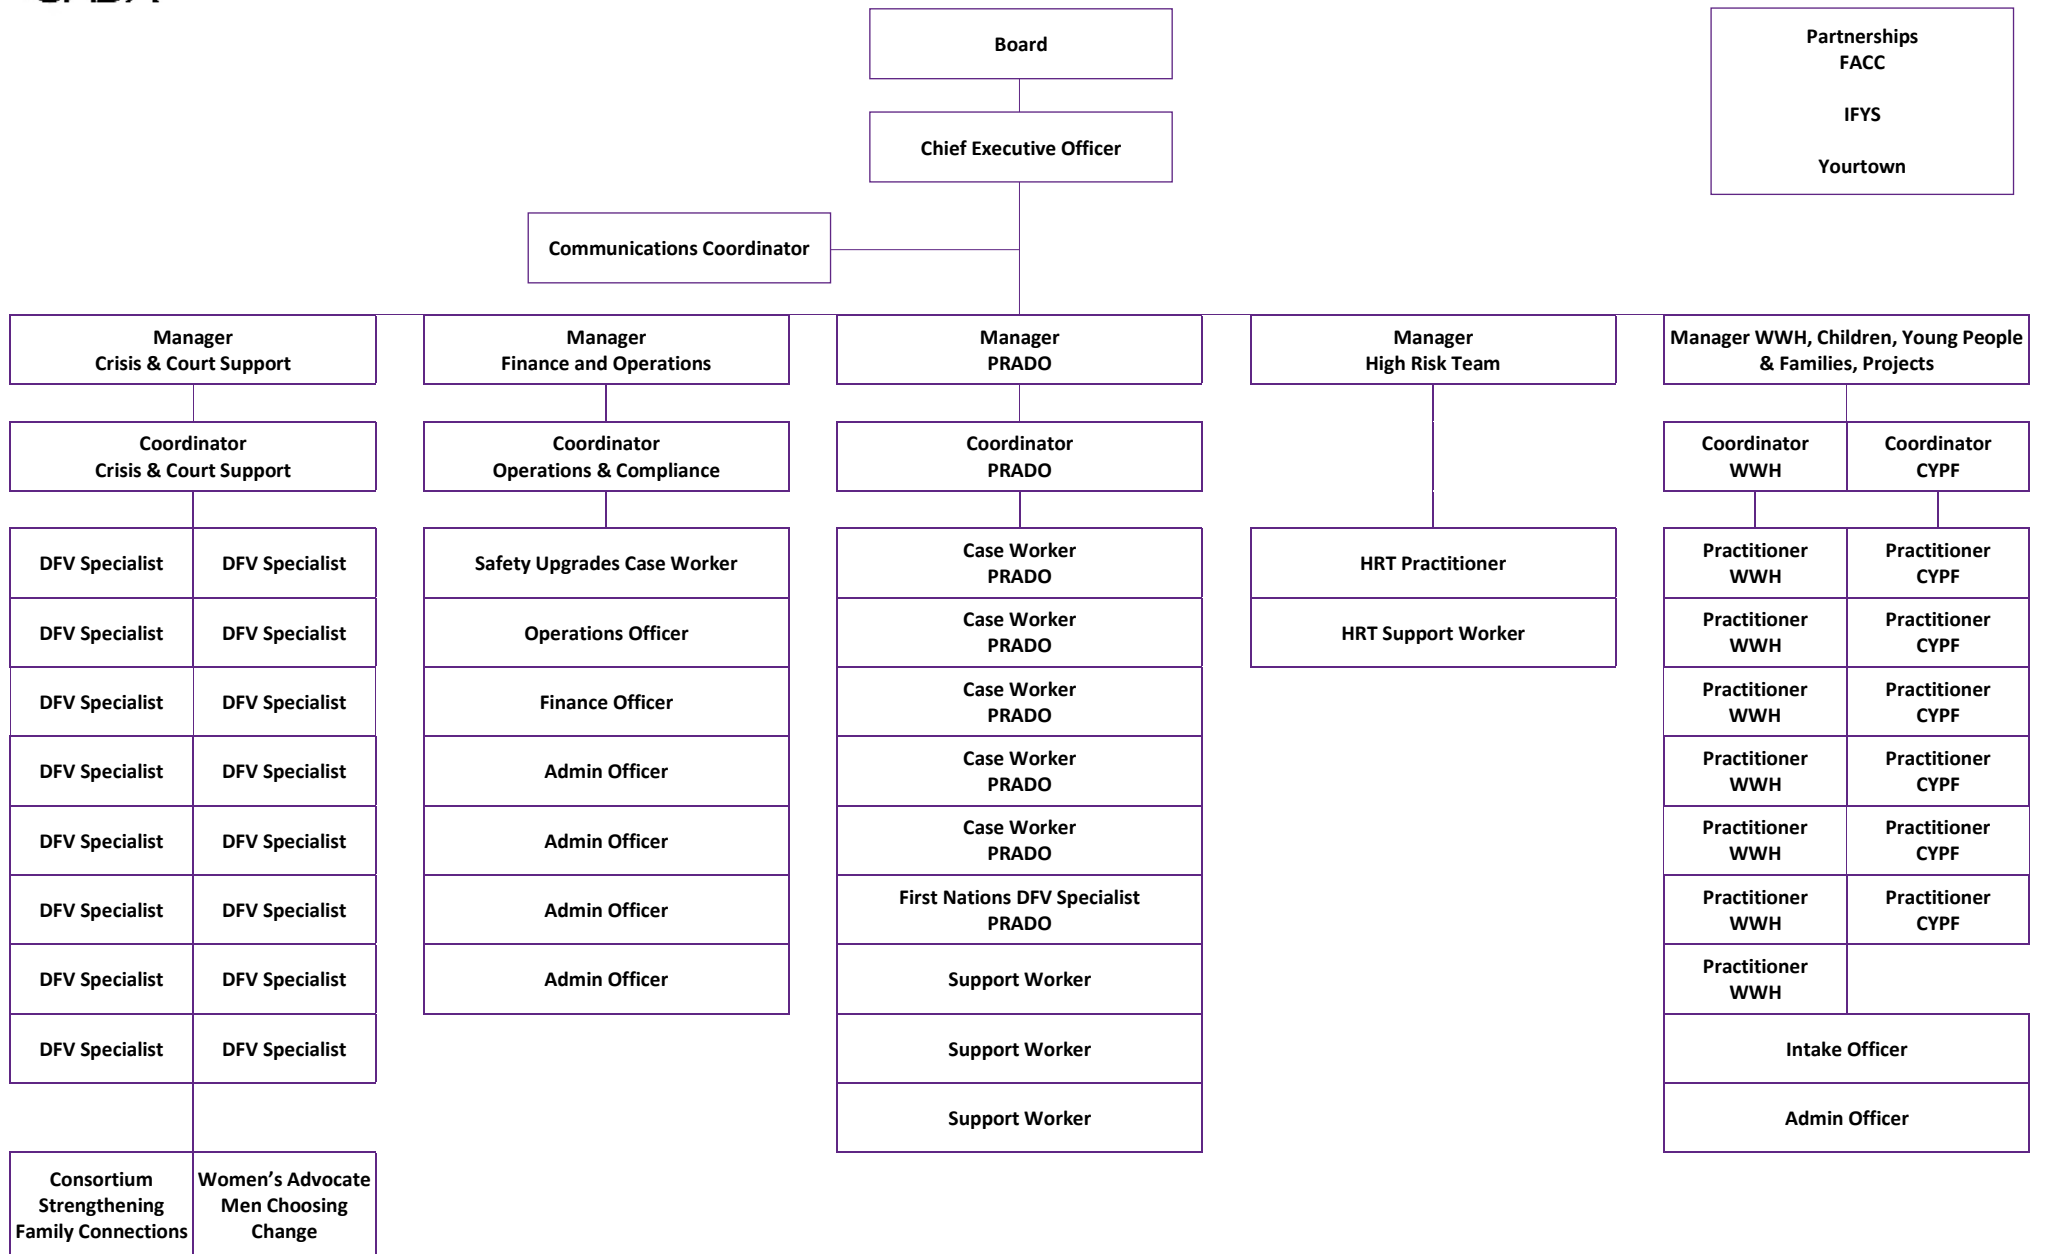 Board
Partnerships
FACC
IFYS
Yourtown
Chief Executive Officer
Communications Coordinator
Manager
Crisis & Court Support
Manager
Finance and Operations
Manager
PRADO
Manager
High Risk Team
Manager WWH, Children, Young People
& Families, Projects
Coordinator
Crisis & Court Support
Coordinator
Operations & Compliance
Coordinator
PRADO
Coordinator
WWH
Coordinator
CYPF
DFV Specialist
DFV Specialist
Safety Upgrades Case Worker
Case Worker
PRADO
HRT Practitioner
Practitioner
WWH
Practitioner
CYPF
DFV Specialist
DFV Specialist
Operations Officer
Case Worker
PRADO
HRT Support Worker
Practitioner
WWH
Practitioner
CYPF
DFV Specialist
DFV Specialist
Finance Officer
Case Worker
PRADO
Practitioner
WWH
Practitioner
CYPF
DFV Specialist
DFV Specialist
Admin Officer
Case Worker
PRADO
Practitioner
WWH
Practitioner
CYPF
DFV Specialist
DFV Specialist
Admin Officer
Case Worker
PRADO
Practitioner
WWH
Practitioner
CYPF
DFV Specialist
DFV Specialist
Admin Officer
First Nations DFV Specialist
PRADO
Practitioner
WWH
Practitioner
CYPF
DFV Specialist
DFV Specialist
Admin Officer
Support Worker
Practitioner
WWH
DFV Specialist
DFV Specialist
Support Worker
Intake Officer
Support Worker
Admin Officer
Consortium
Strengthening
Family Connections
Women’s Advocate
Men Choosing
Change